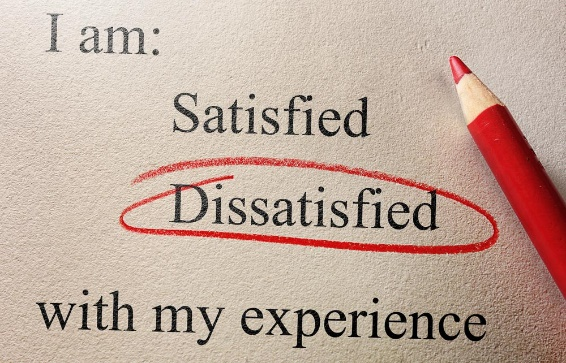 I am:
Satisfied
Dissatisfied
with my experience